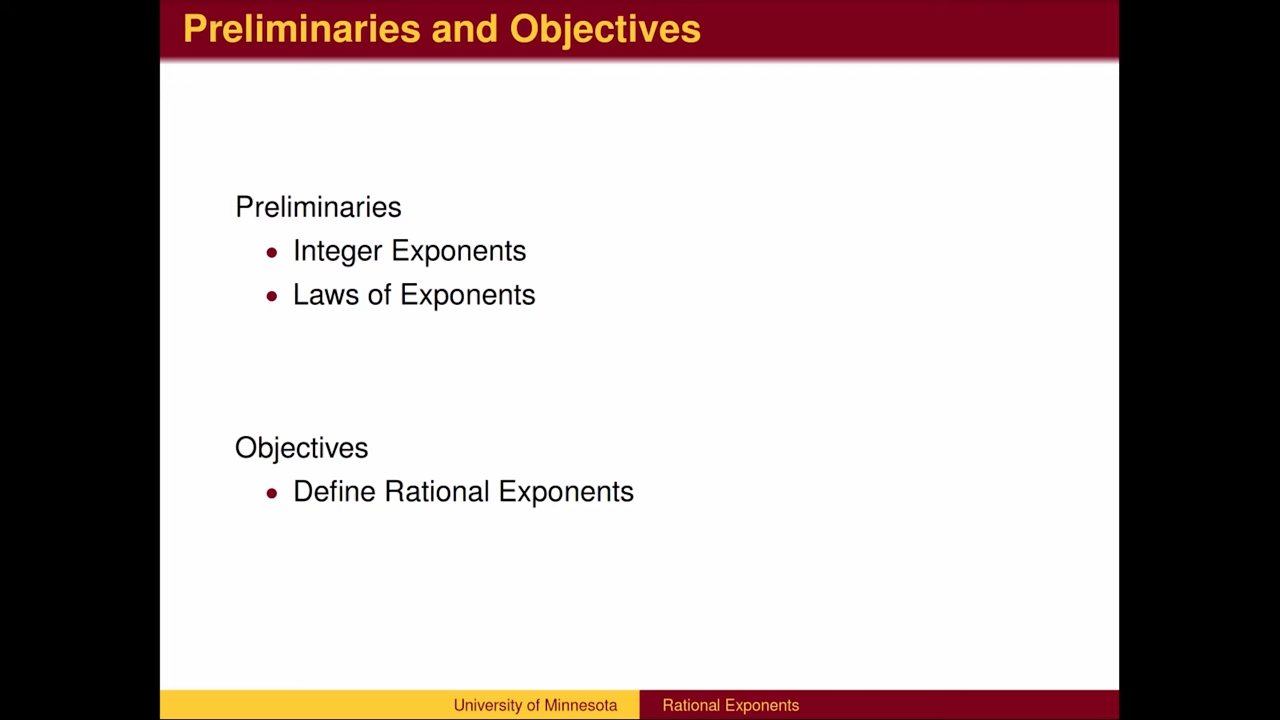 Preliminaries and Objectives
Preliminaries
• Integer Exponents
• Laws of Exponents
Objectives
• Define Rational Exponents
University of Minnesota
Rational Exponents